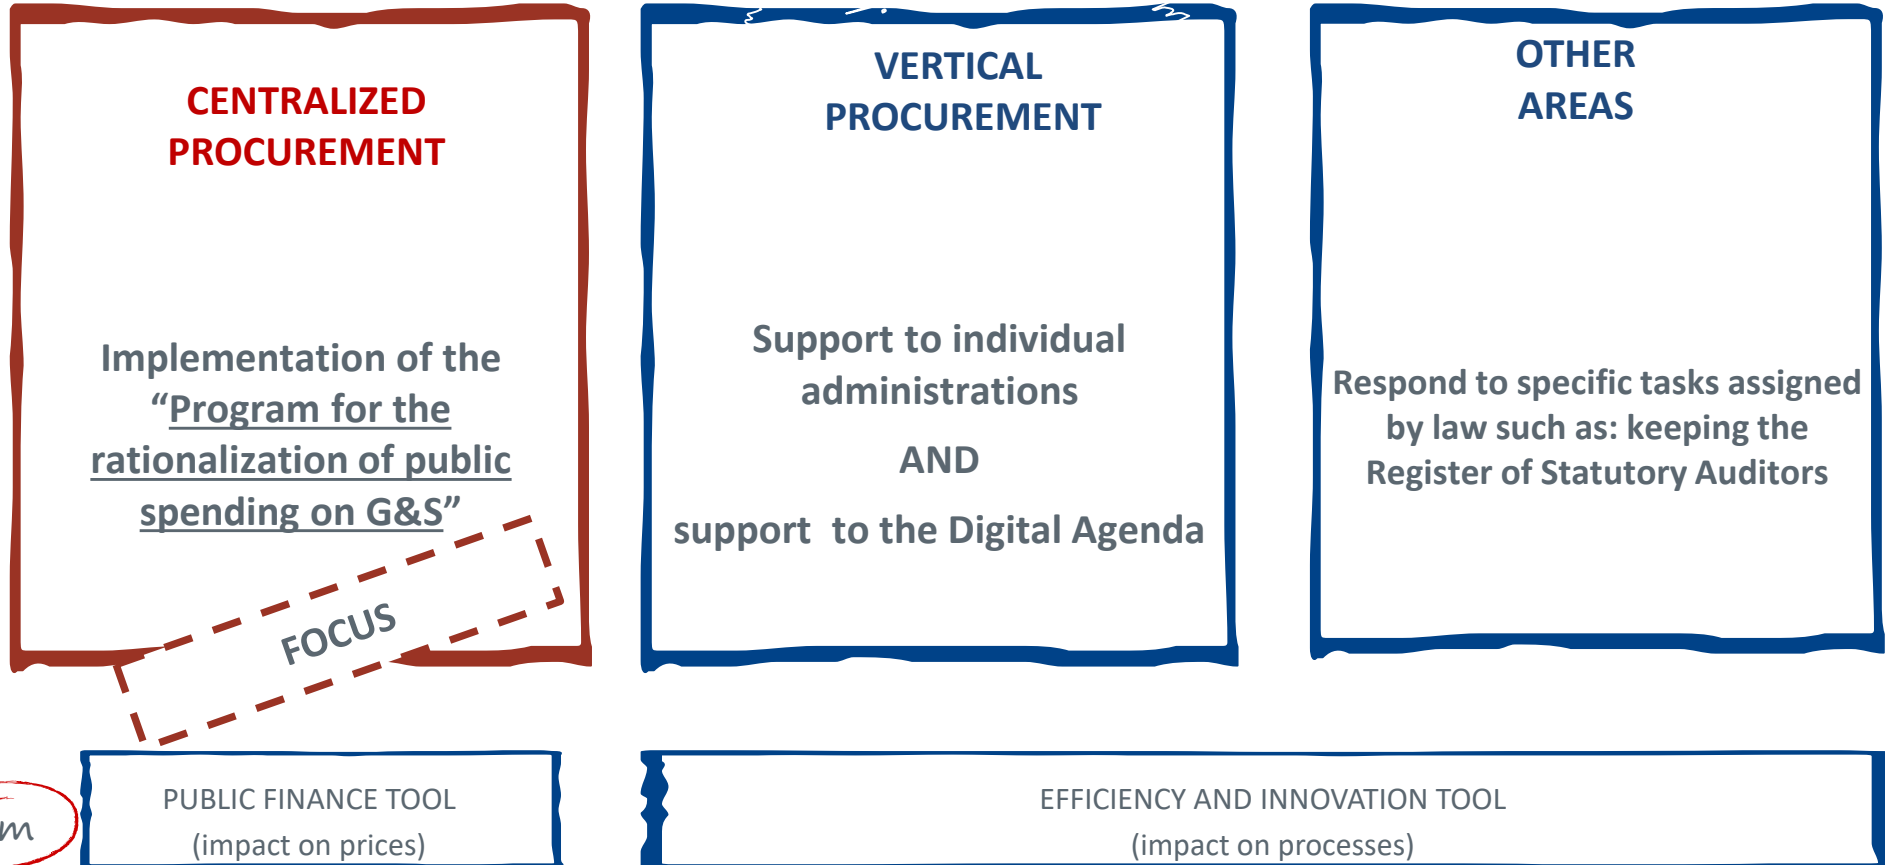 CENTRALIZED
PROCUREMENT
Implementation of the
“Program for the
rationalization of public
spending on G&S”
FOCUS
VERTICAL
PROCUREMENT
Support to individual
administrations
AND
support to the Digital Agenda
OTHER
AREAS
Respond to specific tasks assigned
by law such as: keeping the
Register of Statutory Auditors
PUBLIC FINANCE TOOL
(impact on prices)
EFFICIENCY AND INNOVATION TOOL
(impact on processes)